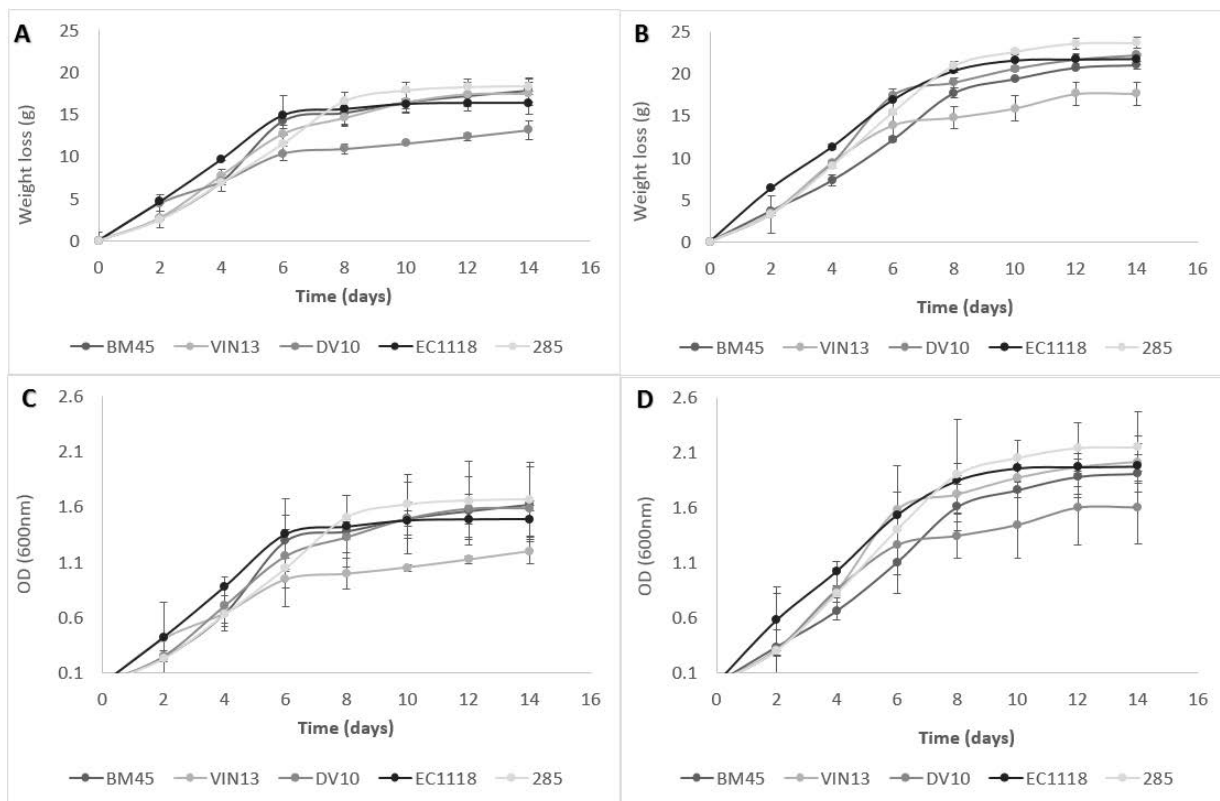 A
Weight loss (g)
25
20
15
10
5
0
0 2 4 6 8 10 12 14 16
Time (days)
BM45 VIN13 DV10 EC1118 285
B
Weight loss (g)
25
20
15
10
5
0
0 2 4 6 8 10 12 14 16
Time (days)
BM45 VIN13 DV10 EC1118 285
C
OD (600nm)
2.6
2.1
1.6
1.1
0.6
0.1
0 2 4 6 8 10 12 14 16
Time (days)
BM45 VIN13 DV10 EC1118 285
D
OD (600nm)
2.6
2.1
1.6
1.1
0.6
0.1
0 2 4 6 8 10 12 14 16
Time (days)
BM45 VIN13 DV10 EC1118 285